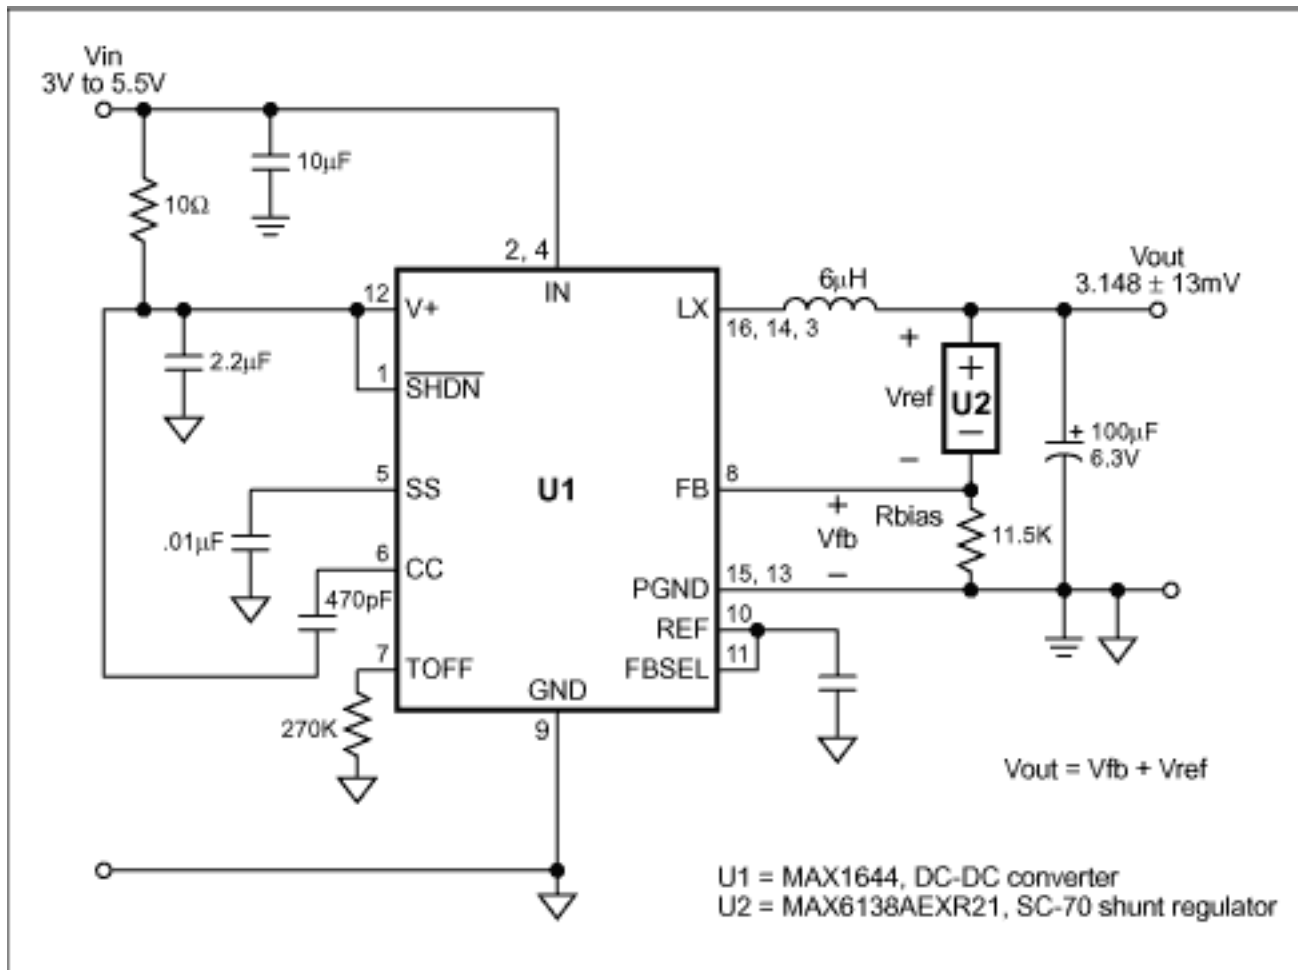 Vin
3V to 5.5V
10μF
10Ω
2, 4
IN
12
V+
2.2μF
1
SHDN
5
SS
.01μF
6
CC
470pF
7
TOFF
270K
GND
9
U1
LX
16, 14, 3
6μH
Vout
3.148 ± 13mV
+
Vref
−
+
U2
−
+ 100μF
6.3V
FB
8
+
Vfb
−
Rbias
11.5K
PGND
15, 13
REF
10
FBSEL
11
Vout = Vfb + Vref
U1 = MAX1644, DC-DC converter
U2 = MAX6138AEXR21, SC-70 shunt regulator